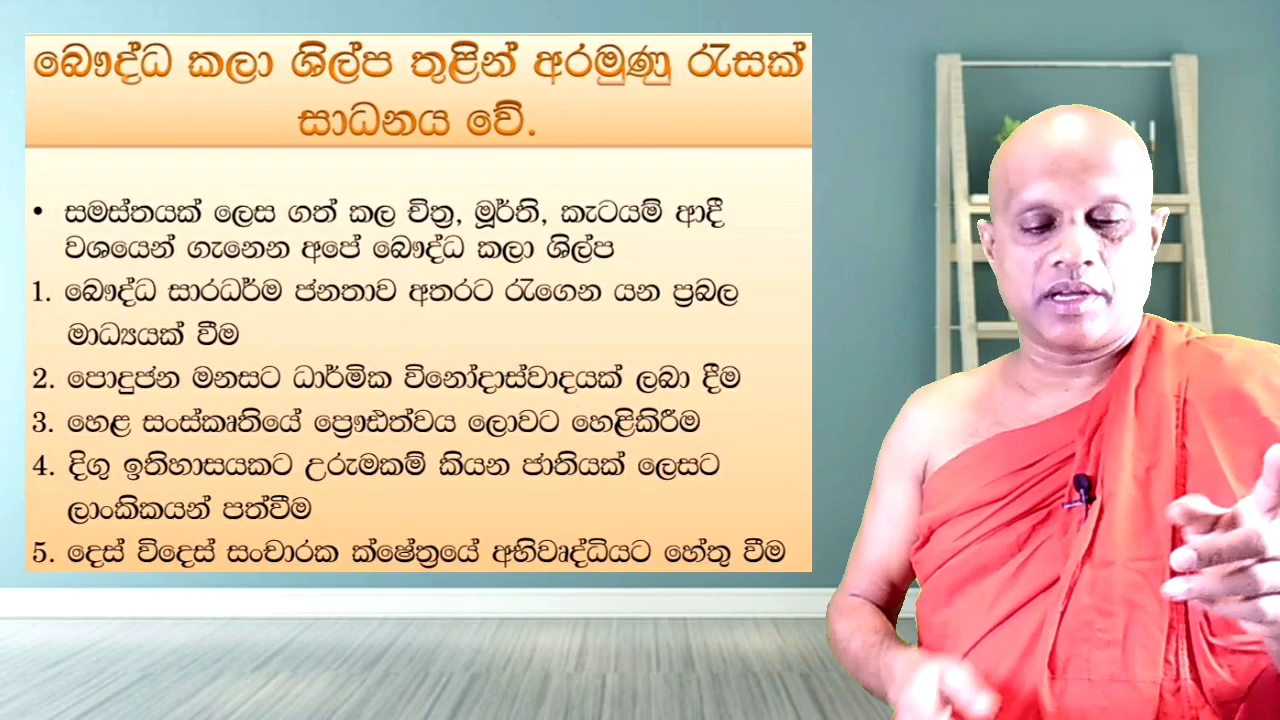 බෞද්ධ කලා ශිල්ප තුළින් අරමුණු රැසක්
සාධනය වේ.
• සමස්තයක් ලෙස ගත් කල චිත්‍ර, මූර්ති, කැටයම් ආදී
වශයෙන් ගැනෙන අපේ බෞද්ධ කලා ශිල්ප
1. බෞද්ධ සාරධර්ම ජනතාව අතරට රැගෙන යන ප්‍රබල
මාධ්‍යයක් වීම
2. පොදුජන මනසට ධාර්මික විනෝදාස්වාදයක් ලබා දීම
3. හෙළ සංස්කෘතියේ ප්‍රෞඪත්වය ලොවට හෙළිකිරීම
4. දිගු ඉතිහාසයකට උරුමකම් කියන ජාතියක් ලෙසට
ලාංකිකයන් පත්වීම
5. දෙස් විදෙස් සංචාරක ක්ෂේත්‍රයේ අභිවෘද්ධියට හේතු වීම